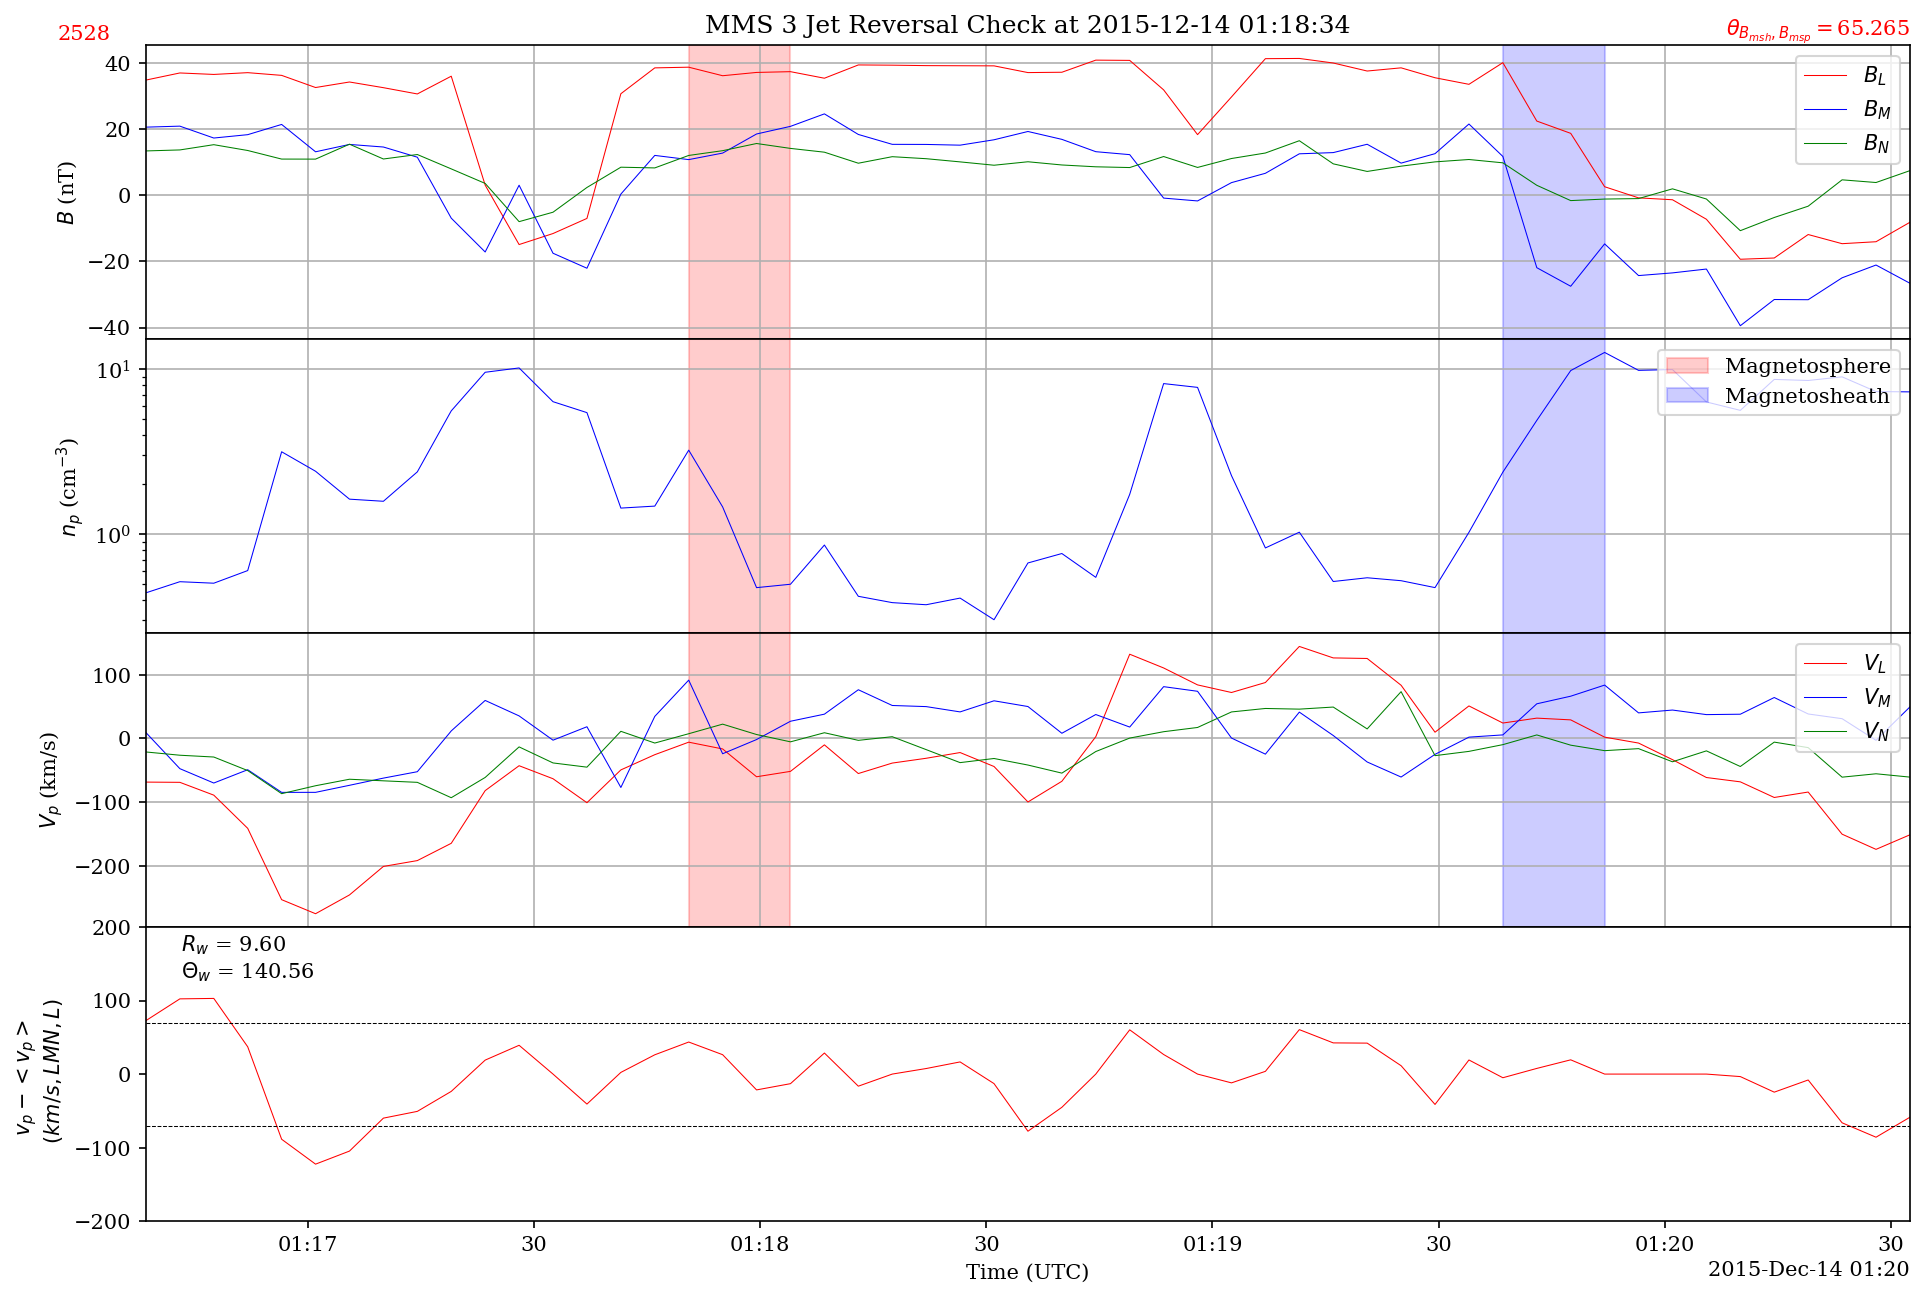 2528
MMS 3 Jet Reversal Check at 2015-12-14 01:18:34
θ_{B_{msh}, B_{msp}} = 65.265
B (nT)
40
20
0
−20
−40
B_L
B_M
B_N
n_p (cm^{−3})
10^1
10^0
Magnetosphere
Magnetosheath
V_p (km/s)
100
0
−100
−200
V_L
V_M
V_N
v_p − < v_p >
(km/s, LMN, L)
200
100
0
−100
−200
R_w = 9.60
Θ_w = 140.56
01:17 30 01:18 30 01:19 30 01:20 30
Time (UTC)
2015-Dec-14 01:20